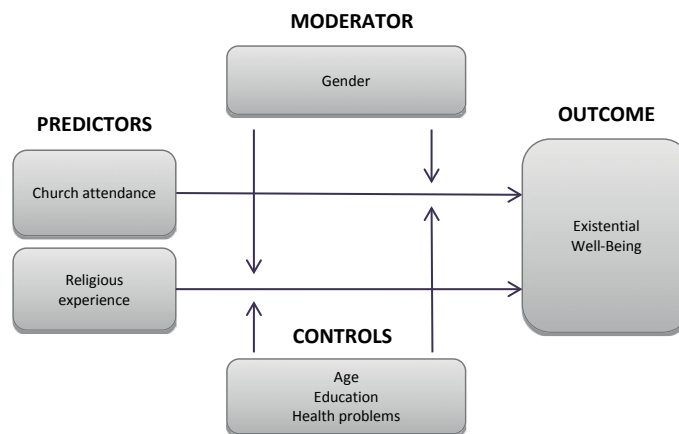 MODERATOR
Gender
PREDICTORS
OUTCOME
Church attendance
Existential
Well-Being
Religious
experience
CONTROLS
Age
Education
Health problems